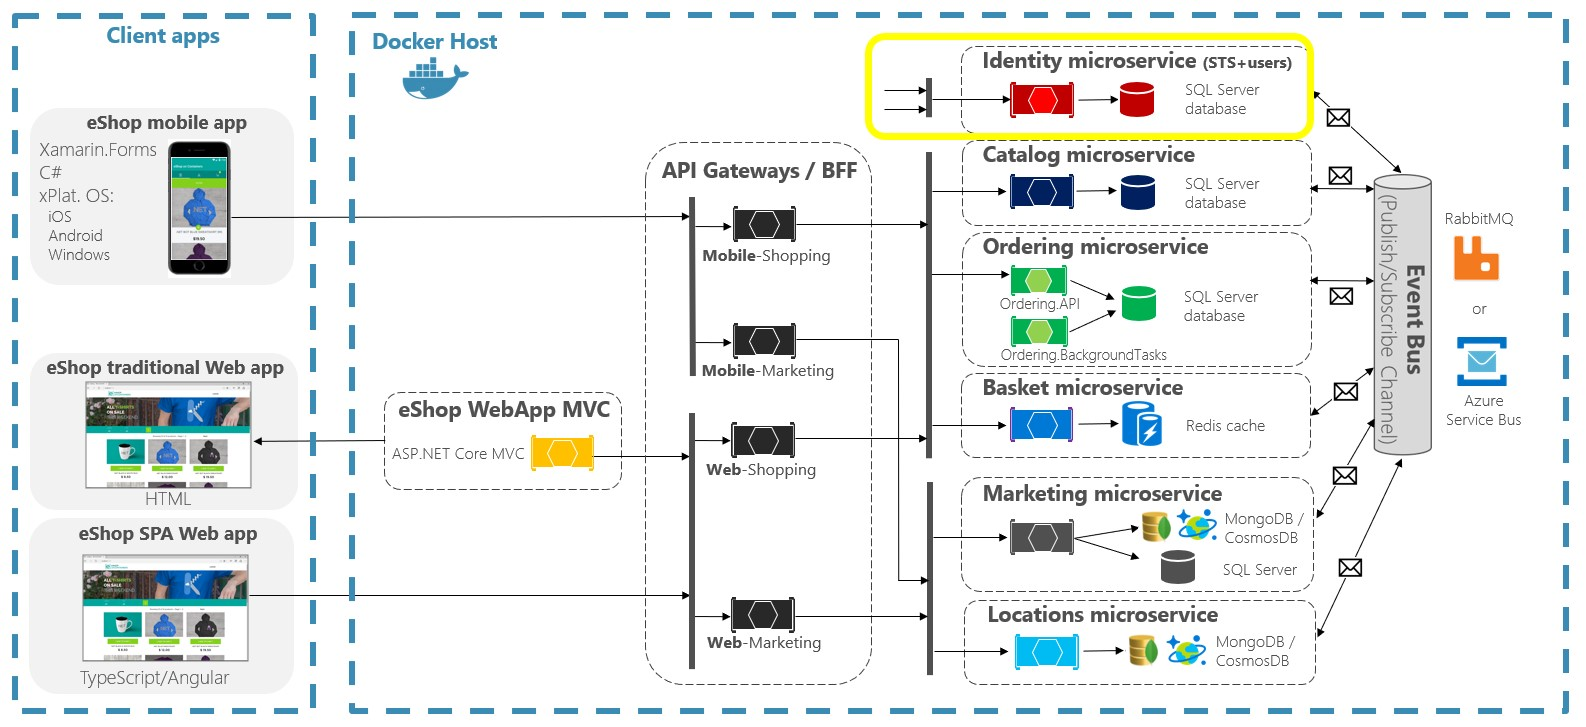 Client apps
eShop mobile app
Xamarin.Forms
C#
xPlat. OS:
iOS
Android
Windows
eShop traditional Web app
HTML
eShop SPA Web app
TypeScript/Angular
Docker Host
eShop WebApp MVC
ASP.NET Core MVC
API Gateways / BFF
Mobile-Shopping
Mobile-Marketing
Web-Shopping
Web-Marketing
Identity microservice (STS+users)
SQL Server
database
Catalog microservice
SQL Server
database
Ordering microservice
Ordering.API
SQL Server
database
Ordering.BackgroundTasks
Basket microservice
Redis cache
Marketing microservice
MongoDB /
CosmosDB
SQL Server
Locations microservice
MongoDB /
CosmosDB
Event Bus
(Publish/Subscribe Channel)
RabbitMQ
or
Azure
Service Bus